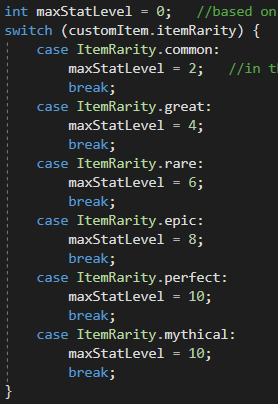 int maxStatLevel = 0;   //based on
switch (customItem.itemRarity) {
    case ItemRarity.common:
        maxStatLevel = 2;   //in
        break;
    case ItemRarity.great:
        maxStatLevel = 4;
        break;
    case ItemRarity.rare:
        maxStatLevel = 6;
        break;
    case ItemRarity.epic:
        maxStatLevel = 8;
        break;
    case ItemRarity.perfect:
        maxStatLevel = 10;
        break;
    case ItemRarity.mythical:
        maxStatLevel = 10;
        break;
}